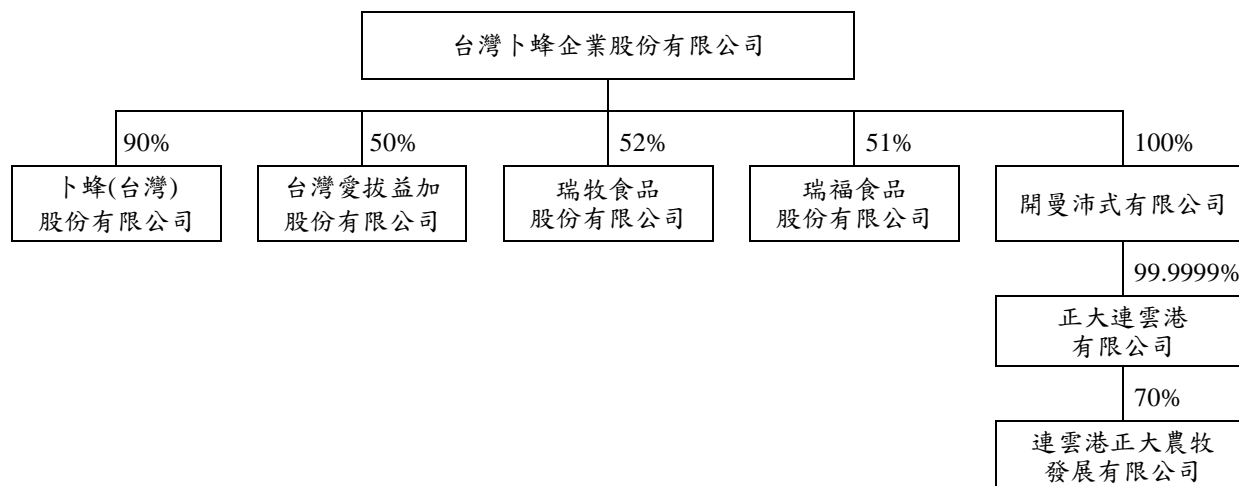 台灣卜蜂企業股份有限公司
90%
50%
52%
51%
100%
卜蜂(台灣)
股份有限公司
台灣愛拔益加
股份有限公司
瑞牧食品
股份有限公司
瑞福食品
股份有限公司
開曼沛式有限公司
99.9999%
正大連雲港
有限公司
70%
連雲港正大農牧
發展有限公司